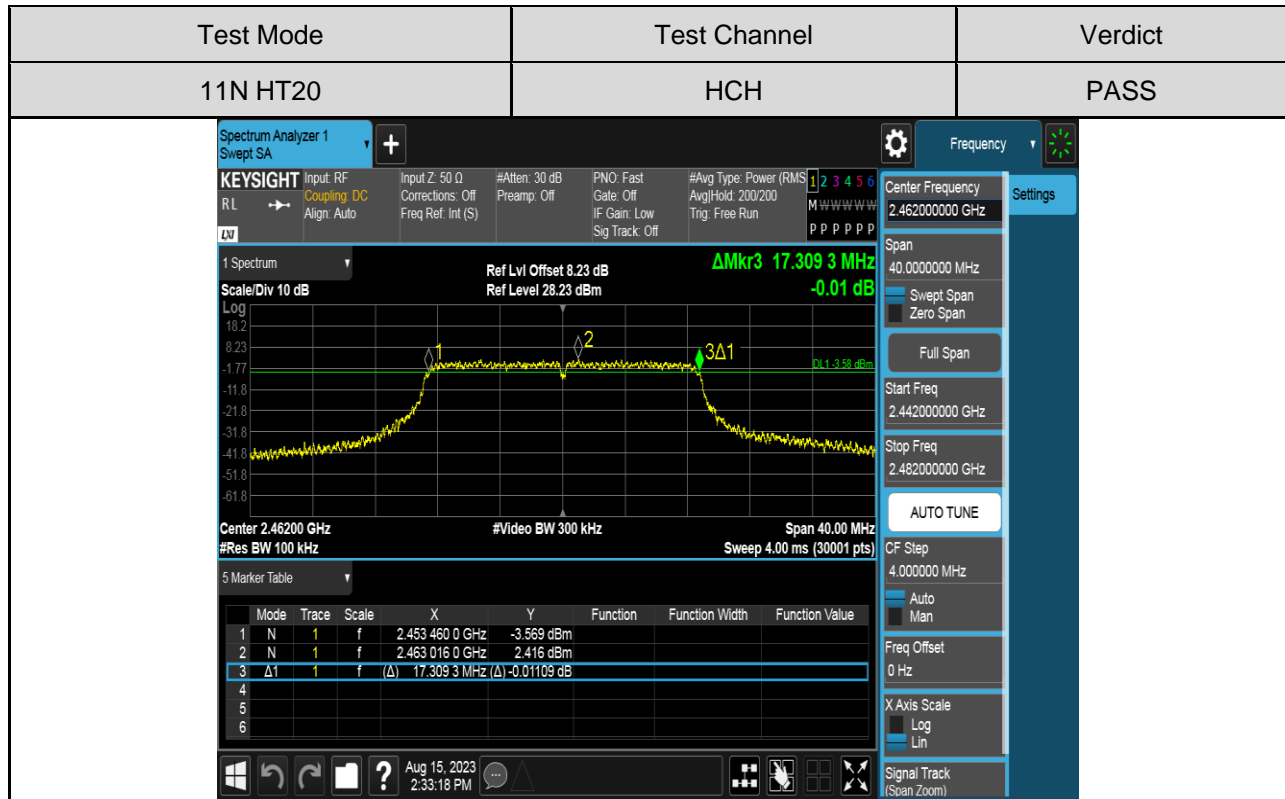 Test Mode Test Channel Verdict
11N HT20 HCH PASS
Spectrum Analyzer 1
Swept SA
+
Frequency
KEYSIGHT Input: RF Input Z: 50 Ω #Atten: 30 dB PNO: Fast #Avg Type: Power (RMS 1 2 3 4 5 6
RL Coupling: DC Corrections: Off Preamp: Off Gate: Off Avg|Hold: 200/200 M W W W W W
Align: Auto Freq Ref: Int (S) IF Gain: Low Trig: Free Run
LXI Sig Track: Off P P P P P P
1 Spectrum
Ref Lvl Offset 8.23 dB ΔMkr3 17.309 3 MHz
Scale/Div 10 dB Ref Level 28.23 dBm -0.01 dB
Log
18.2
8.23
-1.77
-11.8
-21.8
-31.8
-41.8
-51.8
-61.8
1 2 3Δ1
DL1 -3.58 dBm
Center 2.46200 GHz #Video BW 300 kHz Span 40.00 MHz
#Res BW 100 kHz Sweep 4.00 ms (30001 pts)
5 Marker Table
Mode Trace Scale X Y Function Function Width Function Value
1 N 1 f 2.453 460 0 GHz -3.569 dBm
2 N 1 f 2.463 016 0 GHz 2.416 dBm
3 Δ1 1 f (Δ) 17.309 3 MHz (Δ) -0.01109 dB
4
5
6
?
Aug 15, 2023
2:33:18 PM
Center Frequency
2.462000000 GHz
Settings
Span
40.0000000 MHz
Swept Span
Zero Span
Full Span
Start Freq
2.442000000 GHz
Stop Freq
2.482000000 GHz
AUTO TUNE
CF Step
4.000000 MHz
Auto
Man
Freq Offset
0 Hz
X Axis Scale
Log
Lin
Signal Track
(Span Zoom)